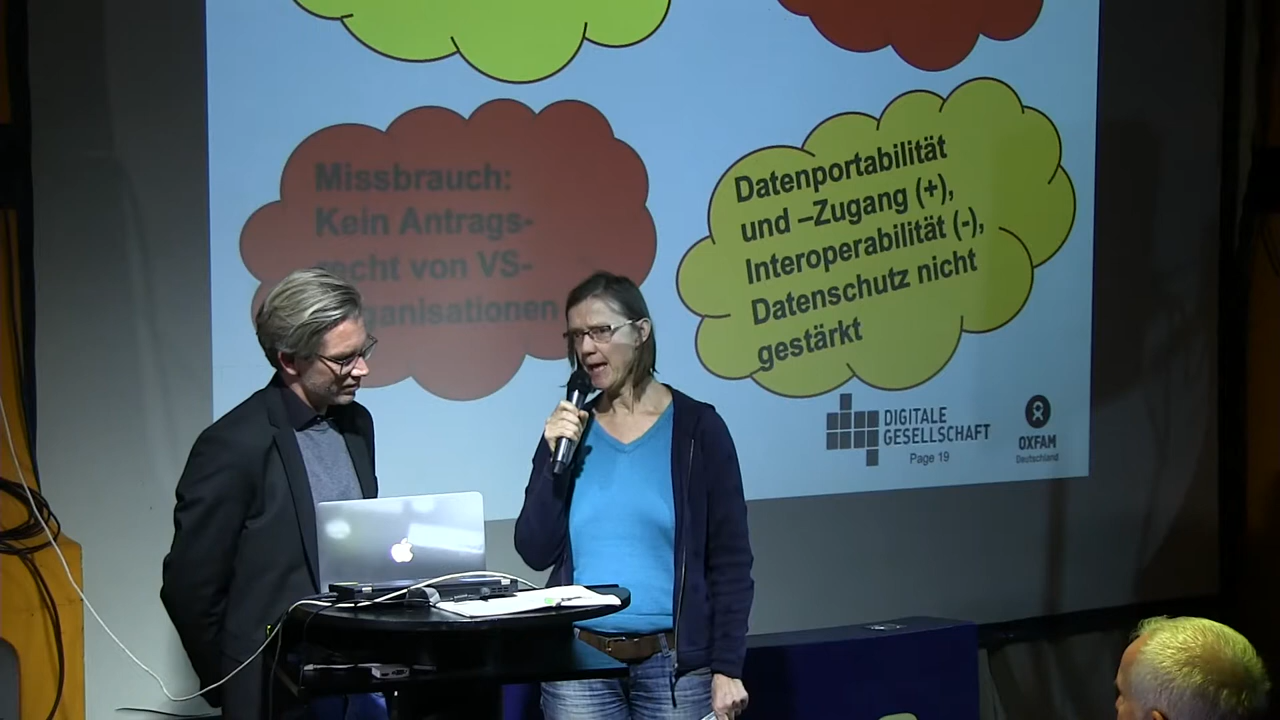 Missbrauch:
Kein Antrags-
recht von VS-
ganisationen
Datenportabilität
und –Zugang (+),
Interoperabilität (-),
Datenschutz nicht
gestärkt
DIGITALE
GESELLSCHAFT
Page 19
OXFAM
Deutschland